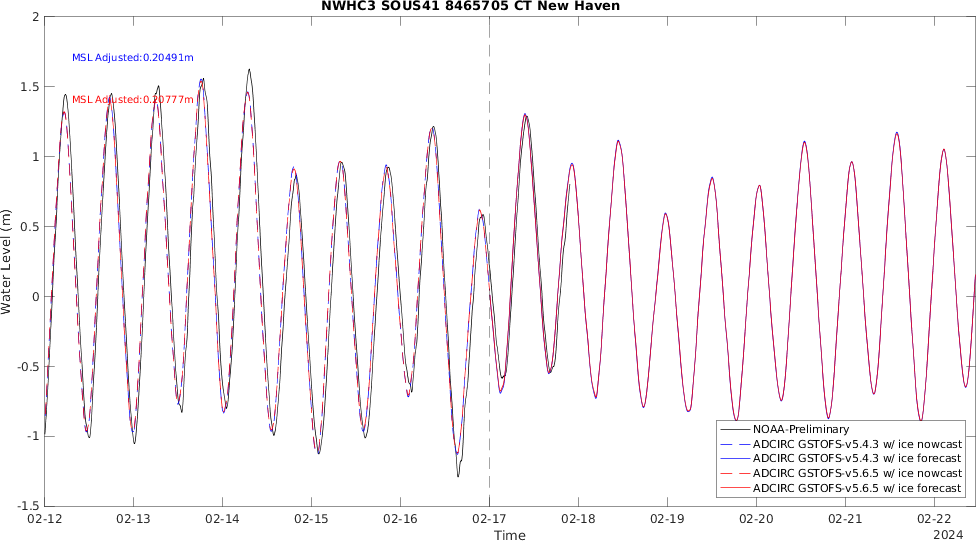 NWHC3 SOUS41 8465705 CT New Haven
2
1.5
1
0.5
0
-0.5
-1
-1.5
Water Level (m)
MSL Adjusted:0.20491m
MSL Adjusted:0.20777m
NOAA-Preliminary
ADCIRC GSTOFS-v5.4.3 w/ ice nowcast
ADCIRC GSTOFS-v5.4.3 w/ ice forecast
ADCIRC GSTOFS-v5.6.5 w/ ice nowcast
ADCIRC GSTOFS-v5.6.5 w/ ice forecast
02-12 02-13 02-14 02-15 02-16 02-17 02-18 02-19 02-20 02-21 02-22
Time
2024